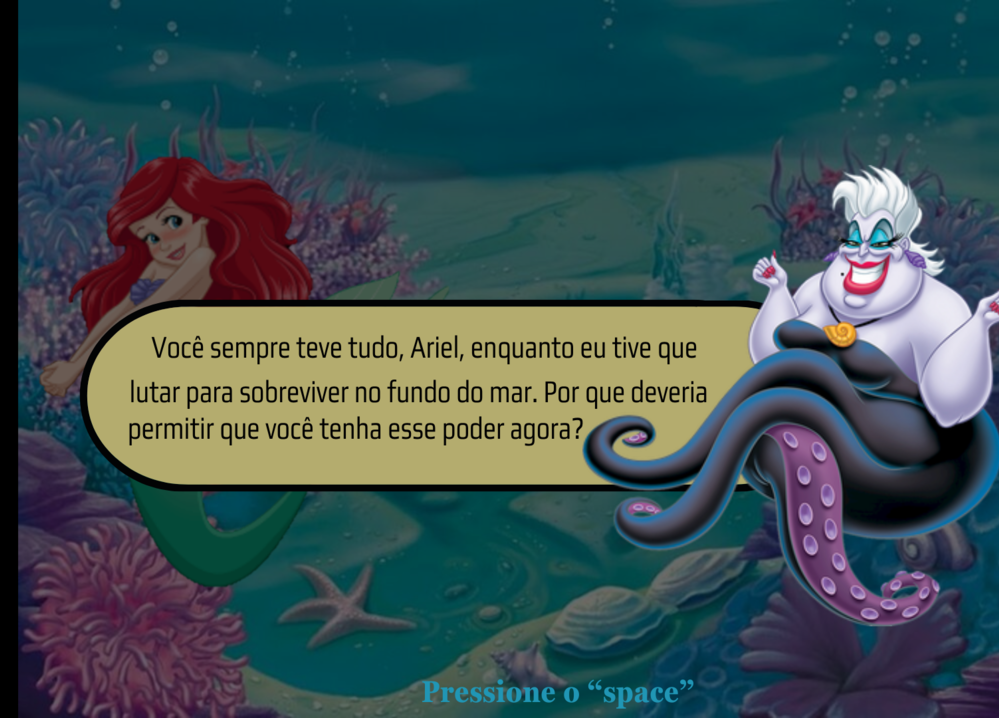 Você sempre teve tudo, Ariel, enquanto eu tive que
lutar para sobreviver no fundo do mar. Por que deveria
permitir que você tenha esse poder agora?
Pressione o “space”